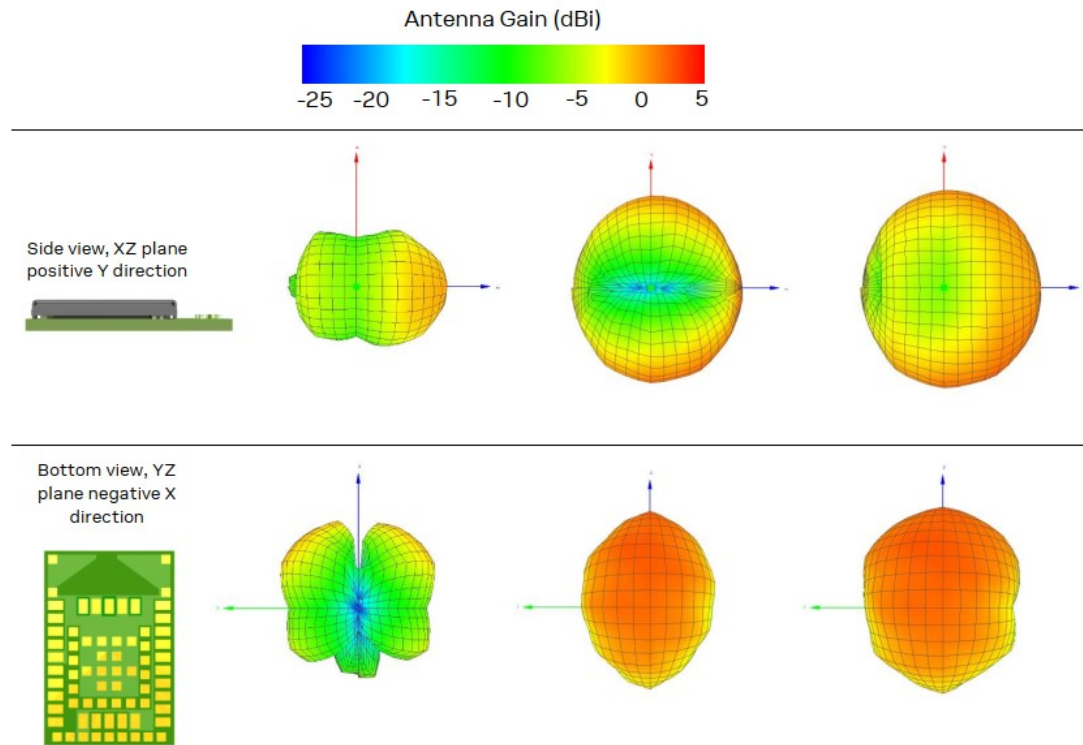 Antenna Gain (dBi)
-25 -20 -15 -10 -5 0 5
Side view, XZ plane
positive Y direction
Bottom view, YZ
plane negative X
direction